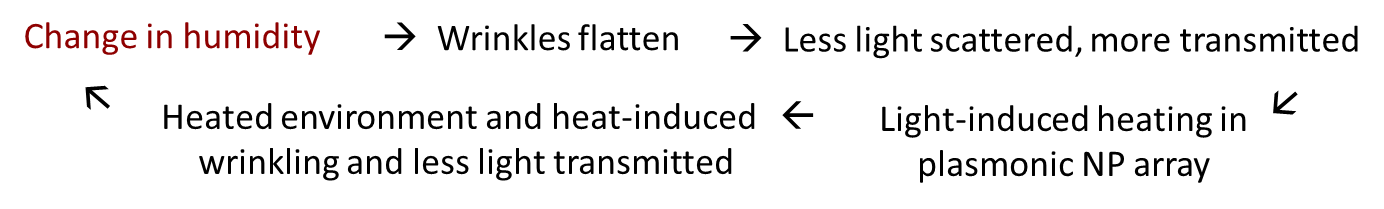 Change in humidity → Wrinkles flatten → Less light scattered, more transmitted
↖ Heated environment and heat-induced ← Light-induced heating in ↙
wrinkling and less light transmitted plasmonic NP array